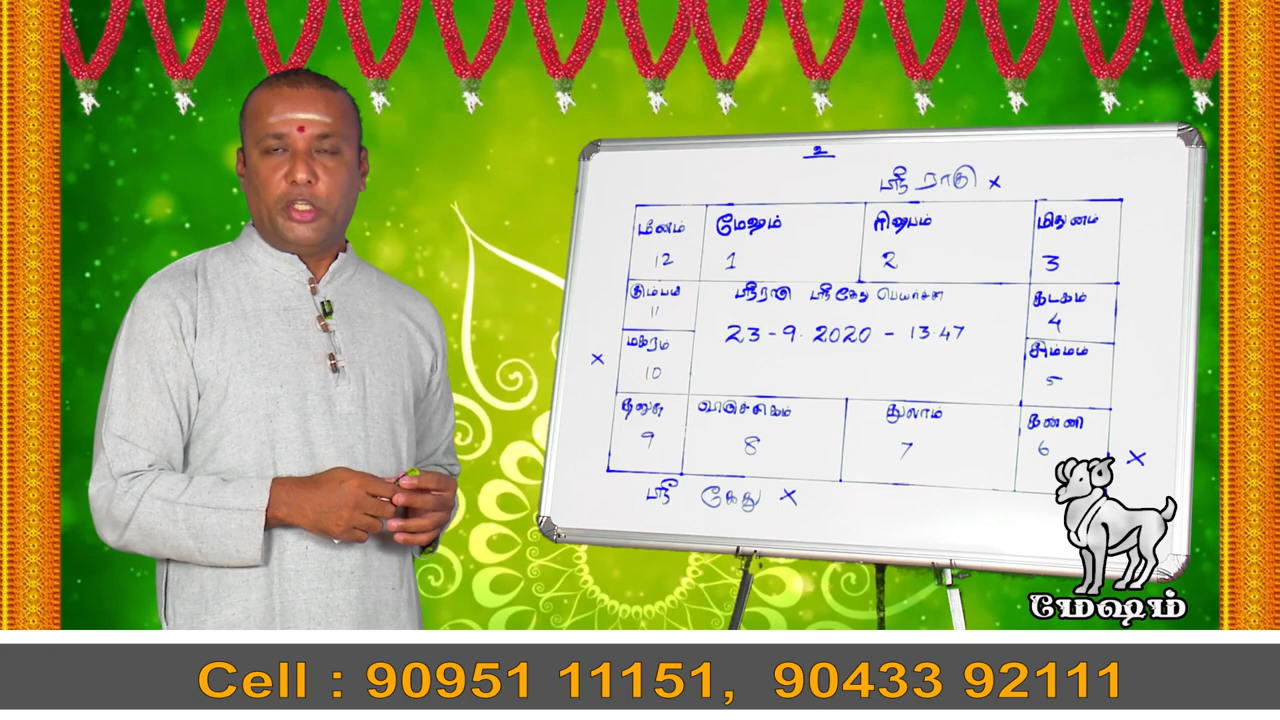 உ
ஸ்ரீ ராகு ×
மீனம் மேஷம் ரிஷபம் மிதுனம்
12 1 2 3
கும்பம் ஸ்ரீ ராகு ஸ்ரீ கேது பெயர்ச்சி கடகம்
11 4
23-9-2020 - 13.47
× மகரம் சிம்மம்
10 5
தனுசு விருச்சிகம் துலாம் கன்னி
9 8 7 6 ×
ஸ்ரீ கேது ×
மேஷம்
Cell : 90951 11151, 90433 92111